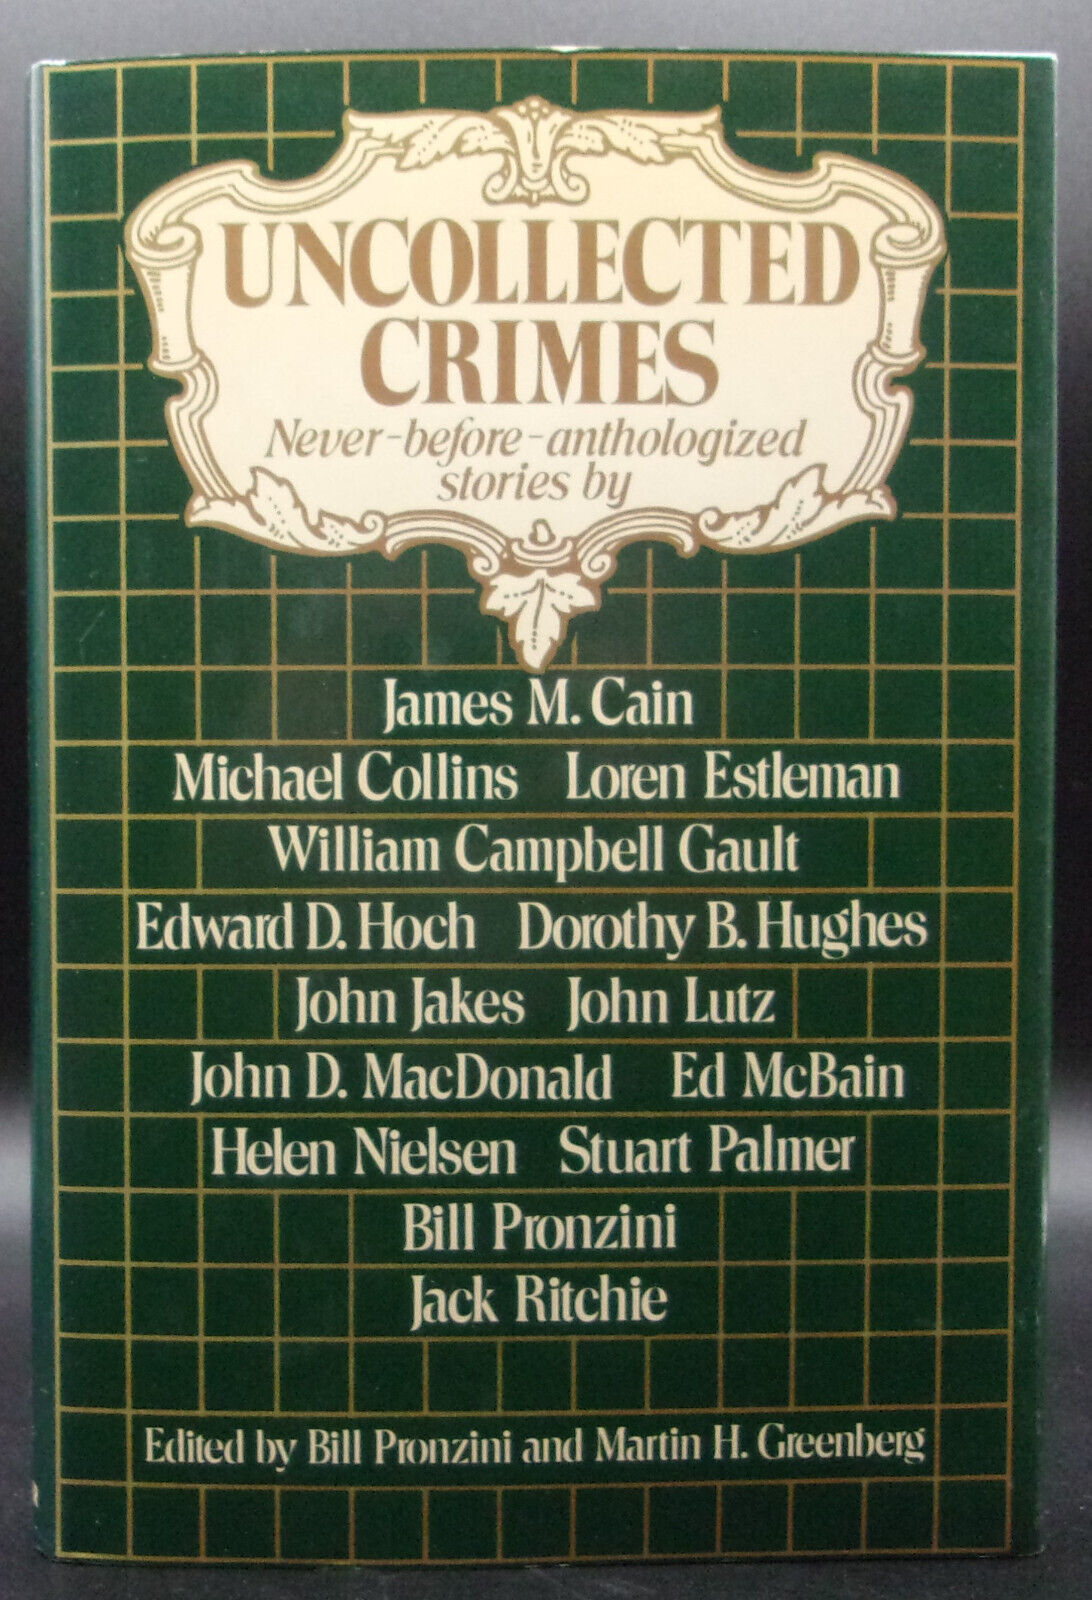 UNCOLLECTED
CRIMES
Never-before-anthologized
stories by
James M. Cain
Michael Collins Loren Estleman
William Campbell Gault
Edward D. Hoch Dorothy B. Hughes
John Jakes John Lutz
John D. MacDonald Ed McBain
Helen Nielsen Stuart Palmer
Bill Pronzini
Jack Ritchie
Edited by Bill Pronzini and Martin H. Greenberg